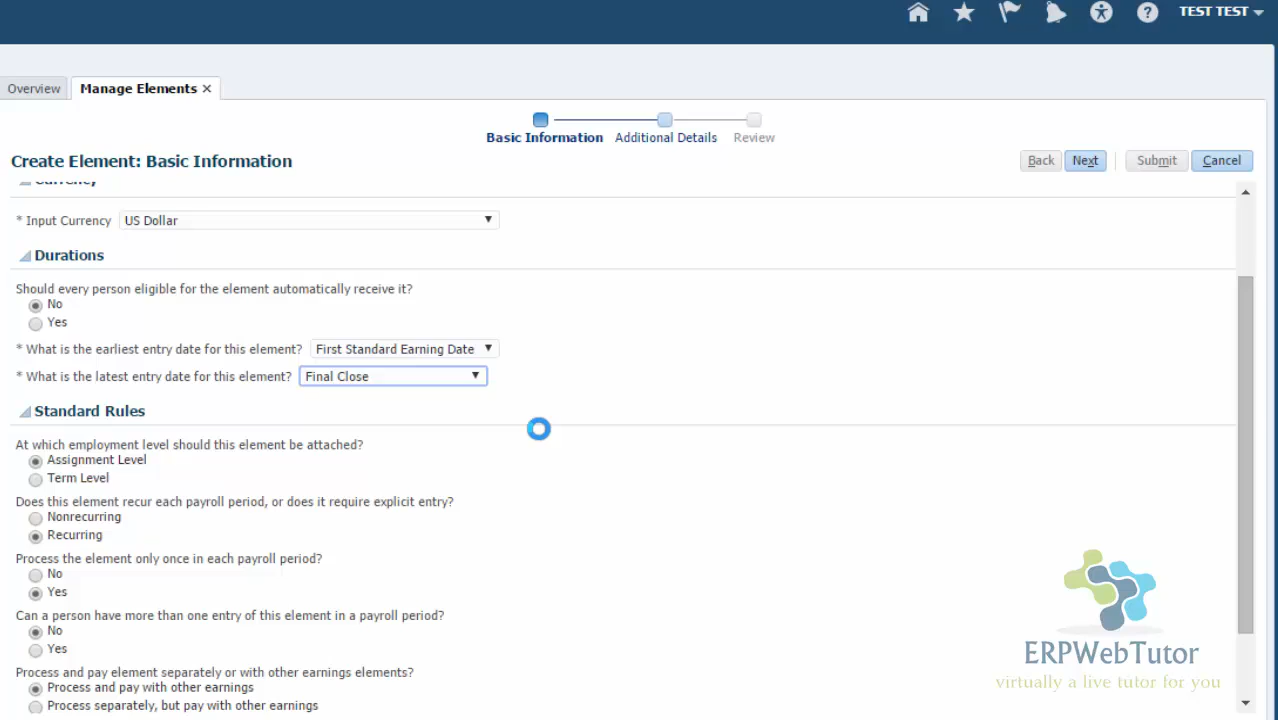 TEST TEST
Overview
Manage Elements ×
Basic Information
Additional Details
Review
Create Element: Basic Information
Back
Next
Submit
Cancel
Currency
* Input Currency
US Dollar
Durations
Should every person eligible for the element automatically receive it?
No
Yes
* What is the earliest entry date for this element?
First Standard Earning Date
* What is the latest entry date for this element?
Final Close
Standard Rules
At which employment level should this element be attached?
Assignment Level
Term Level
Does this element recur each payroll period, or does it require explicit entry?
Nonrecurring
Recurring
Process the element only once in each payroll period?
No
Yes
Can a person have more than one entry of this element in a payroll period?
No
Yes
Process and pay element separately or with other earnings elements?
Process and pay with other earnings
Process separately, but pay with other earnings
ERPWebTutor
virtually a live tutor for you